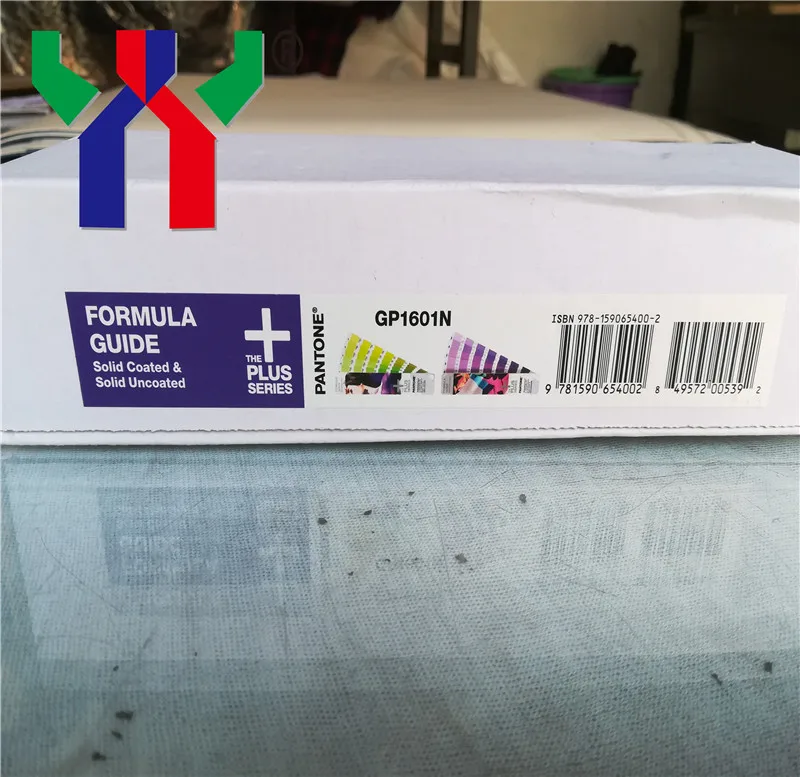 FORMULA
GUIDE
Solid Coated &
Solid Uncoated
THE
PLUS
SERIES
PANTONE®
GP1601N
ISBN 978-159065400-2
9 781590 654002
8 49572 00539 2